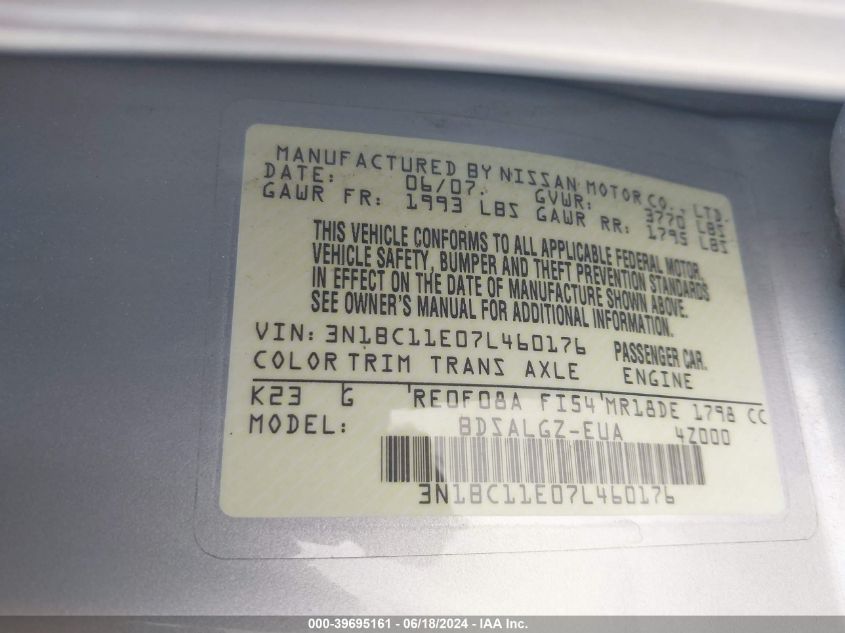 MANUFACTURED BY NISSAN MOTOR CO., LTD.
DATE: 06/07. GVWR: 3770 LBS
GAWR FR: 1993 LBS GAWR RR: 1795 LBS
THIS VEHICLE CONFORMS TO ALL APPLICABLE FEDERAL MOTOR
VEHICLE SAFETY, BUMPER AND THEFT PREVENTION STANDARDS
IN EFFECT ON THE DATE OF MANUFACTURE SHOWN ABOVE.
SEE OWNER'S MANUAL FOR ADDITIONAL INFORMATION.
VIN: 3N1BC11E07L460176 PASSENGER CAR.
COLOR TRIM TRANS AXLE ENGINE
K23 G RE0F08A FI54 MR18DE 1798 CC
MODEL: BDSALGZ-EUA 4Z000
3N1BC11E07L460176
000-39695161 - 06/18/2024 - IAA Inc.